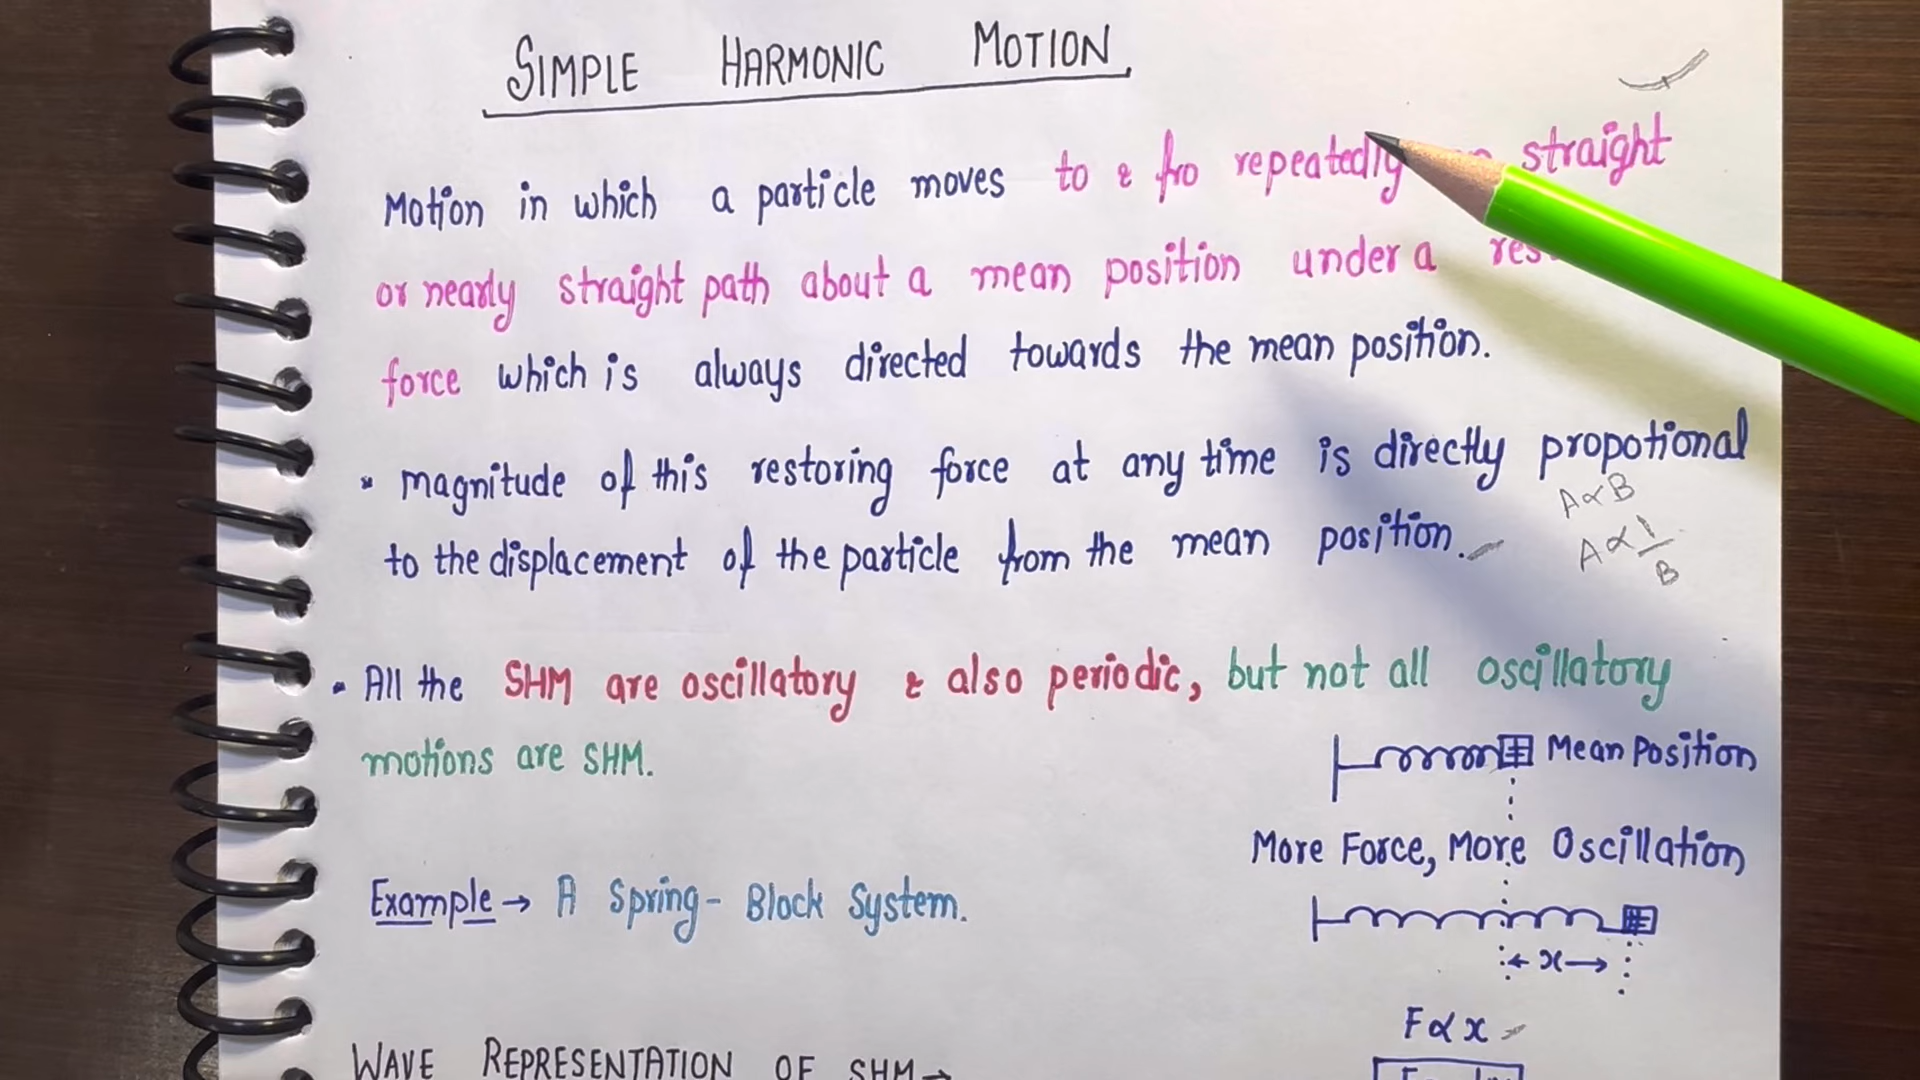 SIMPLE HARMONIC MOTION
Motion in which a particle moves to & fro repeatedly straight
or nearly straight path about a mean position under a res
force which is always directed towards the mean position.
* magnitude of this restoring force at any time is directly propotional
A∝B
to the displacement of the particle from the mean position.
A∝1/B
• All the SHM are oscillatory & also periodic, but not all oscillatory
motions are SHM.
Mean Position
More Force, More Oscillation
Example → A Spring- Block System.
← x →
F∝x
WAVE REPRESENTATION OF SHM→